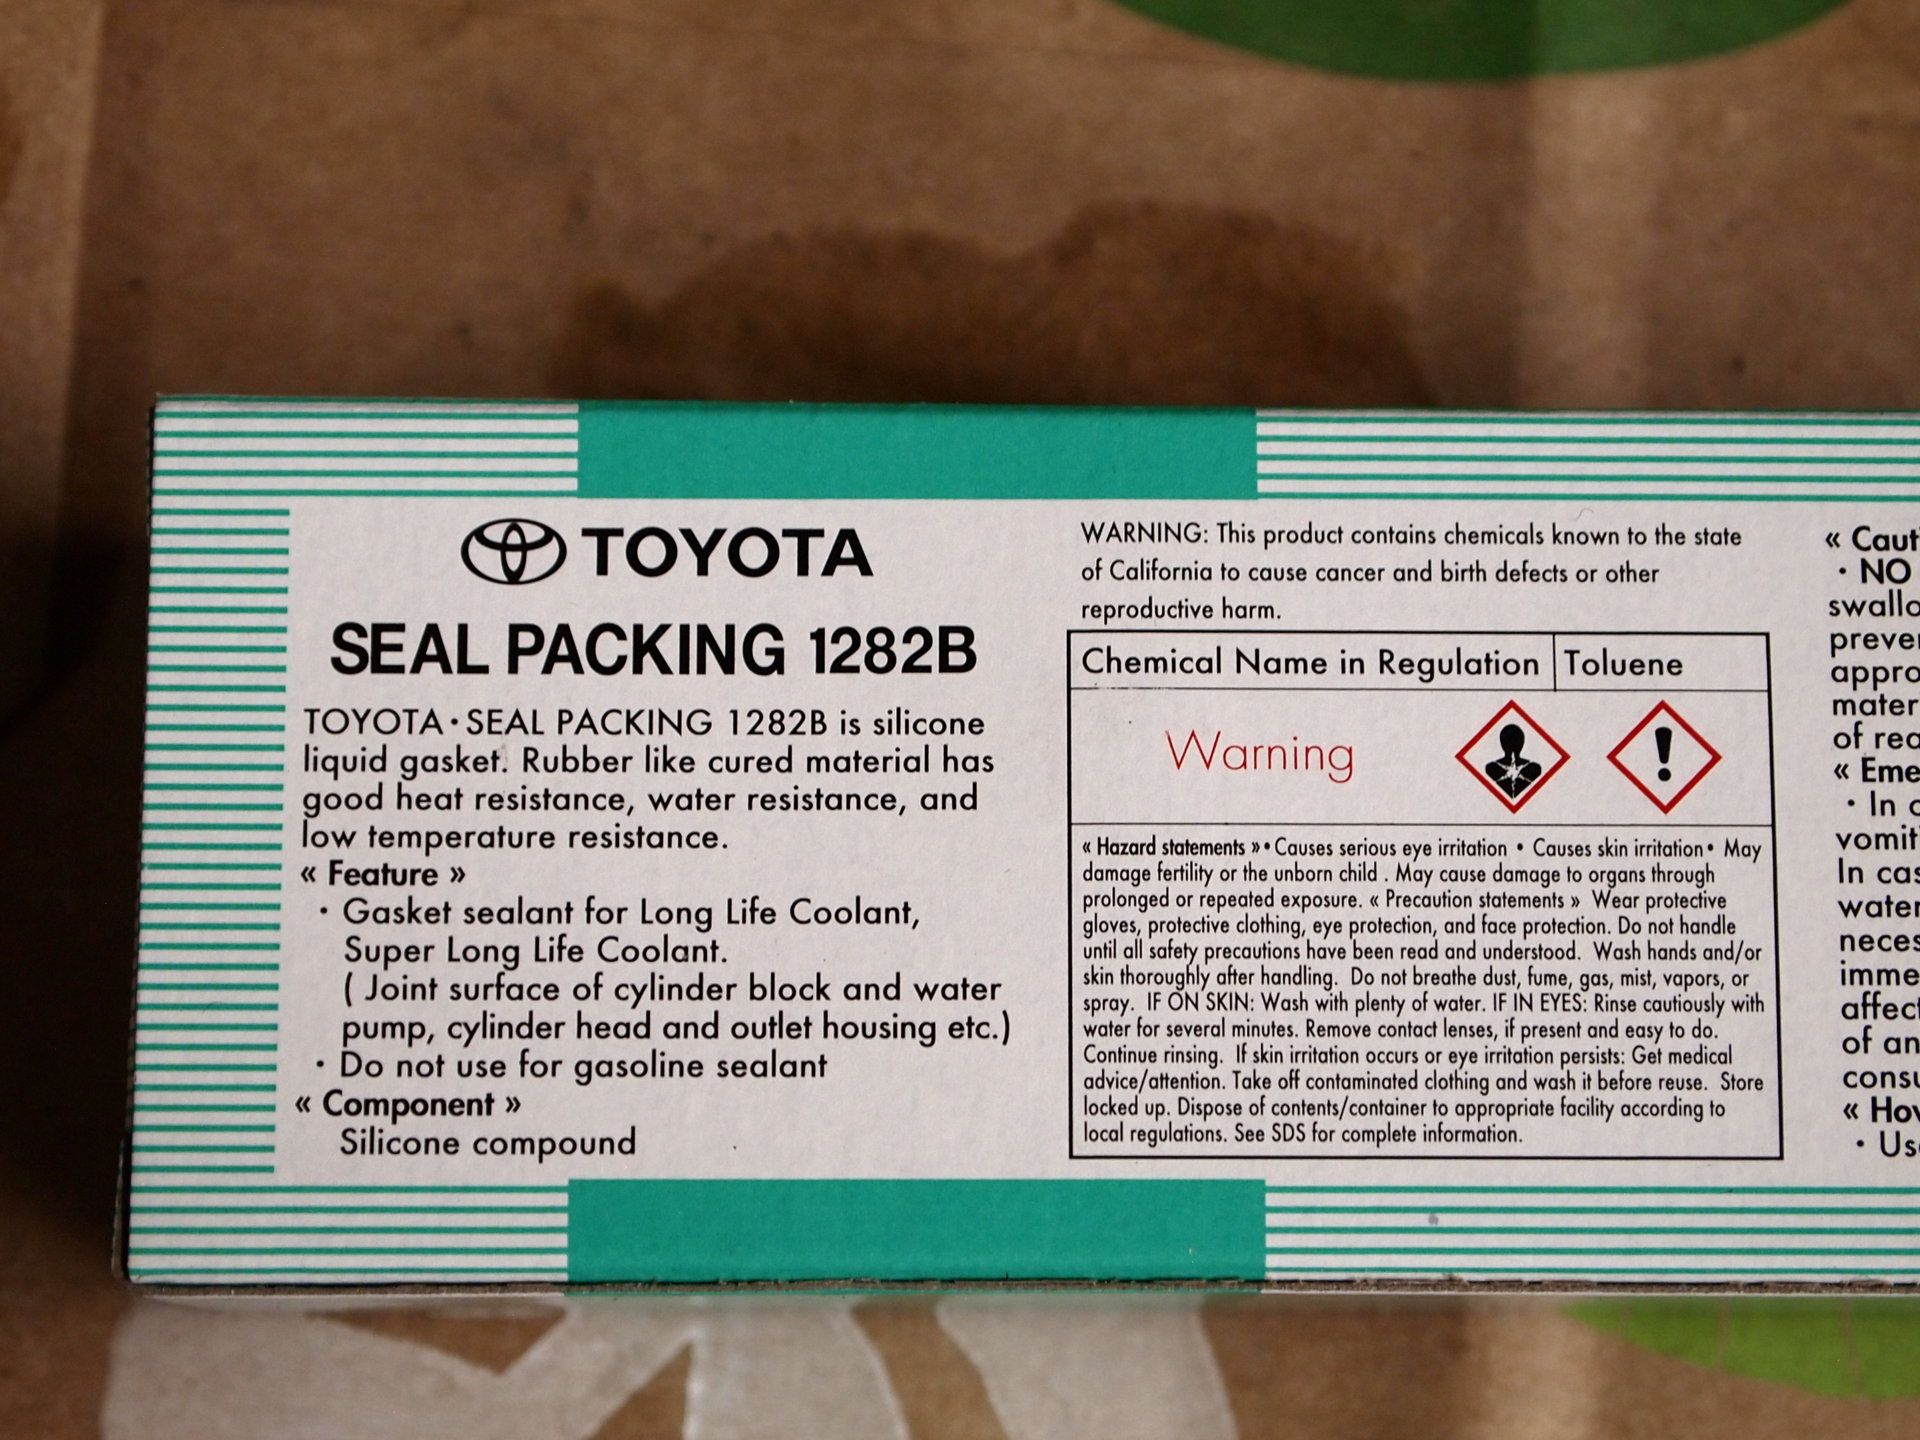 TOYOTA
SEAL PACKING 1282B
TOYOTA・SEAL PACKING 1282B is silicone
liquid gasket. Rubber like cured material has
good heat resistance, water resistance, and
low temperature resistance.
« Feature »
・Gasket sealant for Long Life Coolant,
Super Long Life Coolant.
( Joint surface of cylinder block and water
pump, cylinder head and outlet housing etc.)
・Do not use for gasoline sealant
« Component »
Silicone compound
WARNING: This product contains chemicals known to the state
of California to cause cancer and birth defects or other
reproductive harm.
Chemical Name in Regulation Toluene
Warning
« Hazard statements »• Causes serious eye irritation • Causes skin irritation• May
damage fertility or the unborn child . May cause damage to organs through
prolonged or repeated exposure. « Precaution statements » Wear protective
gloves, protective clothing, eye protection, and face protection. Do not handle
until all safety precautions have been read and understood. Wash hands and/or
skin thoroughly after handling. Do not breathe dust, fume, gas, mist, vapors, or
spray. IF ON SKIN: Wash with plenty of water. IF IN EYES: Rinse cautiously with
water for several minutes. Remove contact lenses, if present and easy to do.
Continue rinsing. If skin irritation occurs or eye irritation persists: Get medical
advice/attention. Take off contaminated clothing and wash it before reuse. Store
locked up. Dispose of contents/container to appropriate facility according to
local regulations. See SDS for complete information.
«
・NO
of
«
・In
In
water
of
«
・